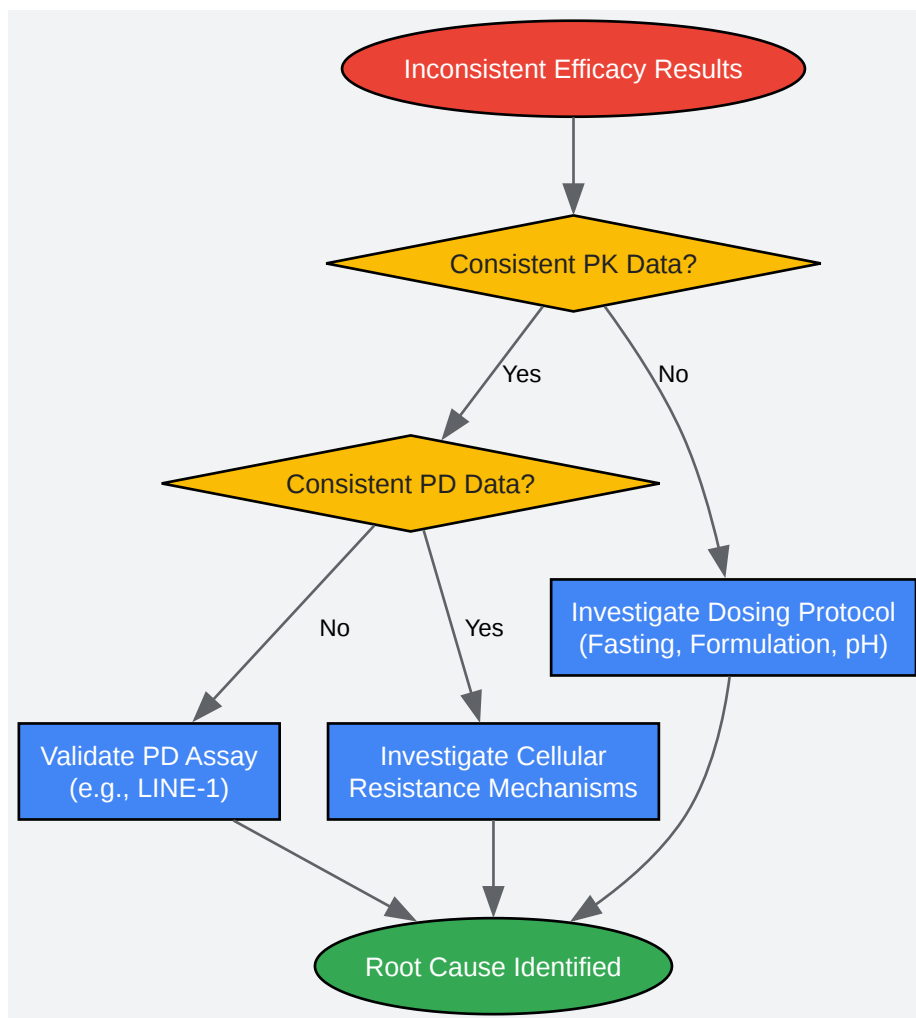 Inconsistent Efficacy Results
Consistent PK Data?
Yes
No
Consistent PD Data?
Investigate Dosing Protocol
(Fasting, Formulation, pH)
No
Yes
Validate PD Assay
(e.g., LINE-1)
Investigate Cellular
Resistance Mechanisms
Root Cause Identified